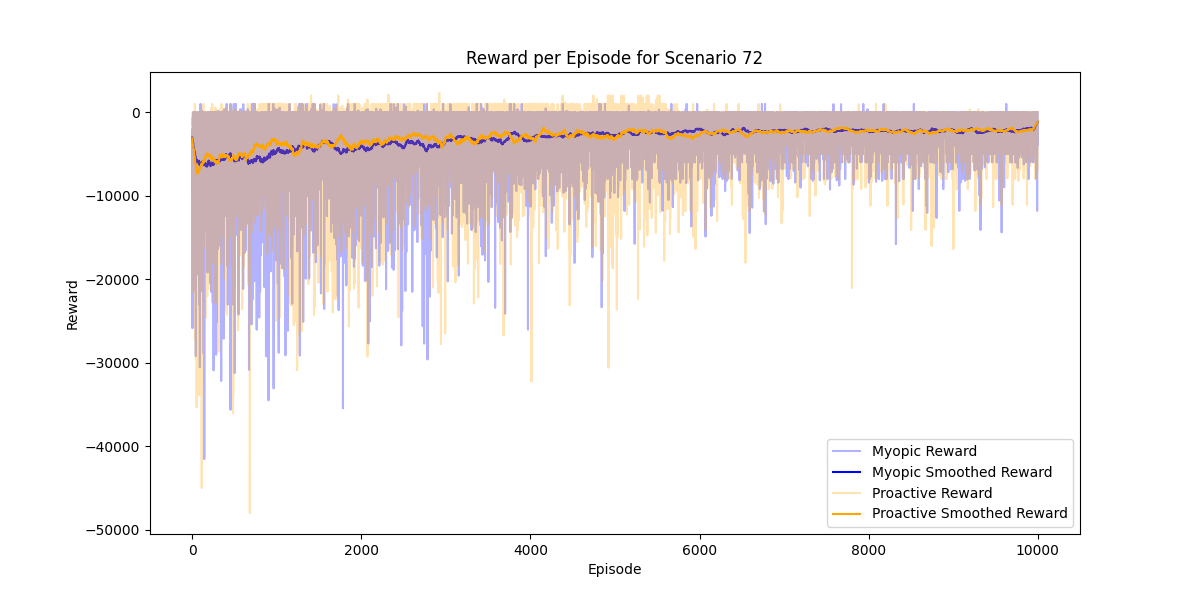 Reward per Episode for Scenario 72
Reward
0
−10000
−20000
−30000
−40000
−50000
0
2000
4000
6000
8000
10000
Episode
Myopic Reward
Myopic Smoothed Reward
Proactive Reward
Proactive Smoothed Reward